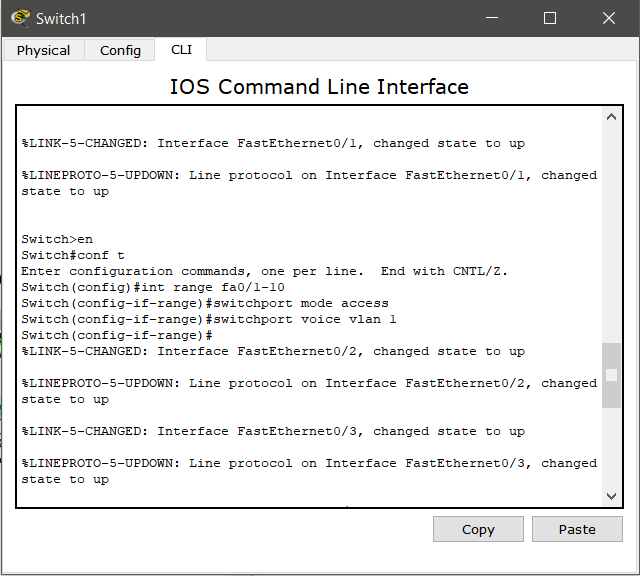 Switch1
Physical Config CLI
IOS Command Line Interface
%LINK-5-CHANGED: Interface FastEthernet0/1, changed state to up
%LINEPROTO-5-UPDOWN: Line protocol on Interface FastEthernet0/1, changed
state to up
Switch>en
Switch#conf t
Enter configuration commands, one per line.  End with CNTL/Z.
Switch(config)#int range fa0/1-10
Switch(config-if-range)#switchport mode access
Switch(config-if-range)#switchport voice vlan 1
Switch(config-if-range)#
%LINK-5-CHANGED: Interface FastEthernet0/2, changed state to up
%LINEPROTO-5-UPDOWN: Line protocol on Interface FastEthernet0/2, changed
state to up
%LINK-5-CHANGED: Interface FastEthernet0/3, changed state to up
%LINEPROTO-5-UPDOWN: Line protocol on Interface FastEthernet0/3, changed
state to up
Copy Paste